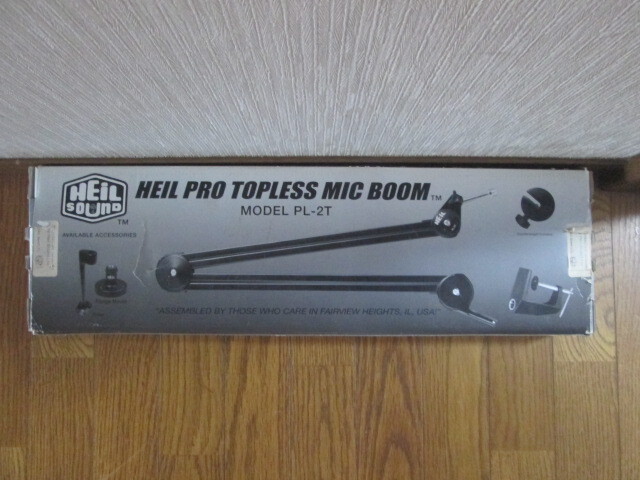 HEIL
SOUND
TM
HEIL PRO TOPLESS MIC BOOM TM
MODEL PL-2T
AVAILABLE ACCESSORIES
HEIL
"ASSEMBLED BY THOSE WHO CARE IN FAIRVIEW HEIGHTS, IL, USA!"